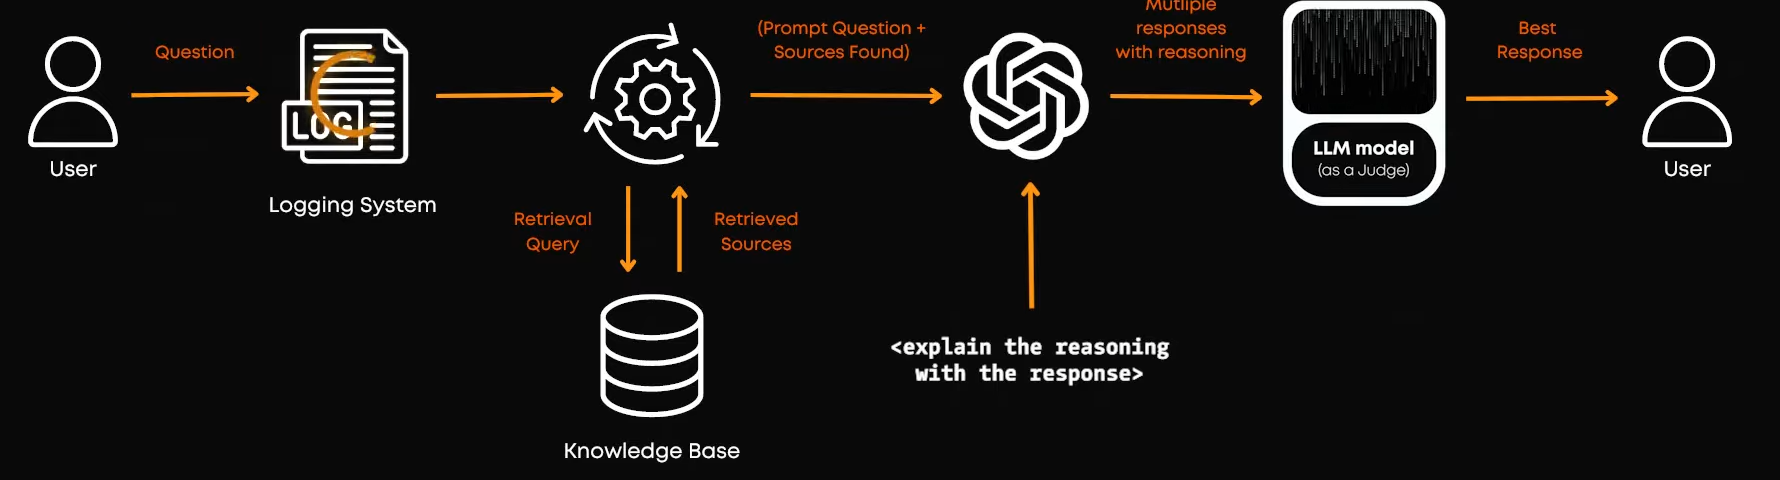 Question
User
LOG
Logging System
Retrieval
Query
Retrieved
Sources
Knowledge Base
(Prompt Question +
Sources Found)
<explain the reasoning
with the response>
Mutliple
responses
with reasoning
LLM model
(as a Judge)
Best
Response
User